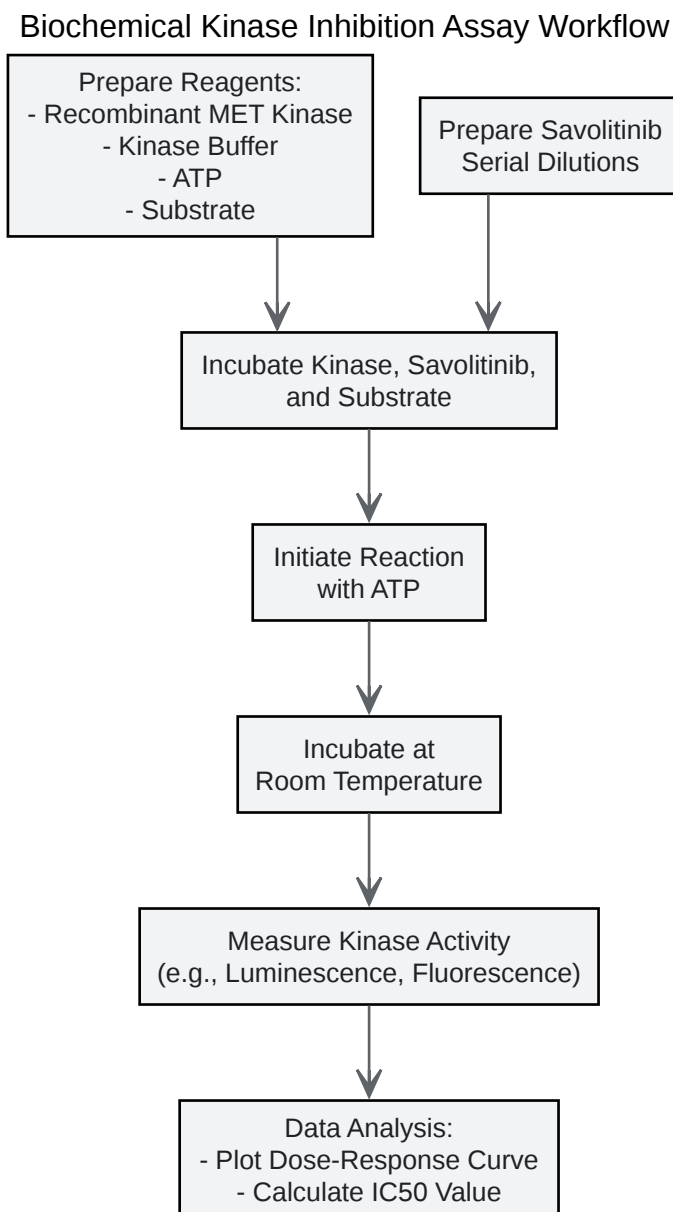 Biochemical Kinase Inhibition Assay Workflow
Prepare Reagents:
- Recombinant MET Kinase
- Kinase Buffer
- ATP
- Substrate
Prepare Savolitinib
Serial Dilutions
Incubate Kinase, Savolitinib,
and Substrate
Initiate Reaction
with ATP
Incubate at
Room Temperature
Measure Kinase Activity
(e.g., Luminescence, Fluorescence)
Data Analysis:
- Plot Dose-Response Curve
- Calculate IC50 Value